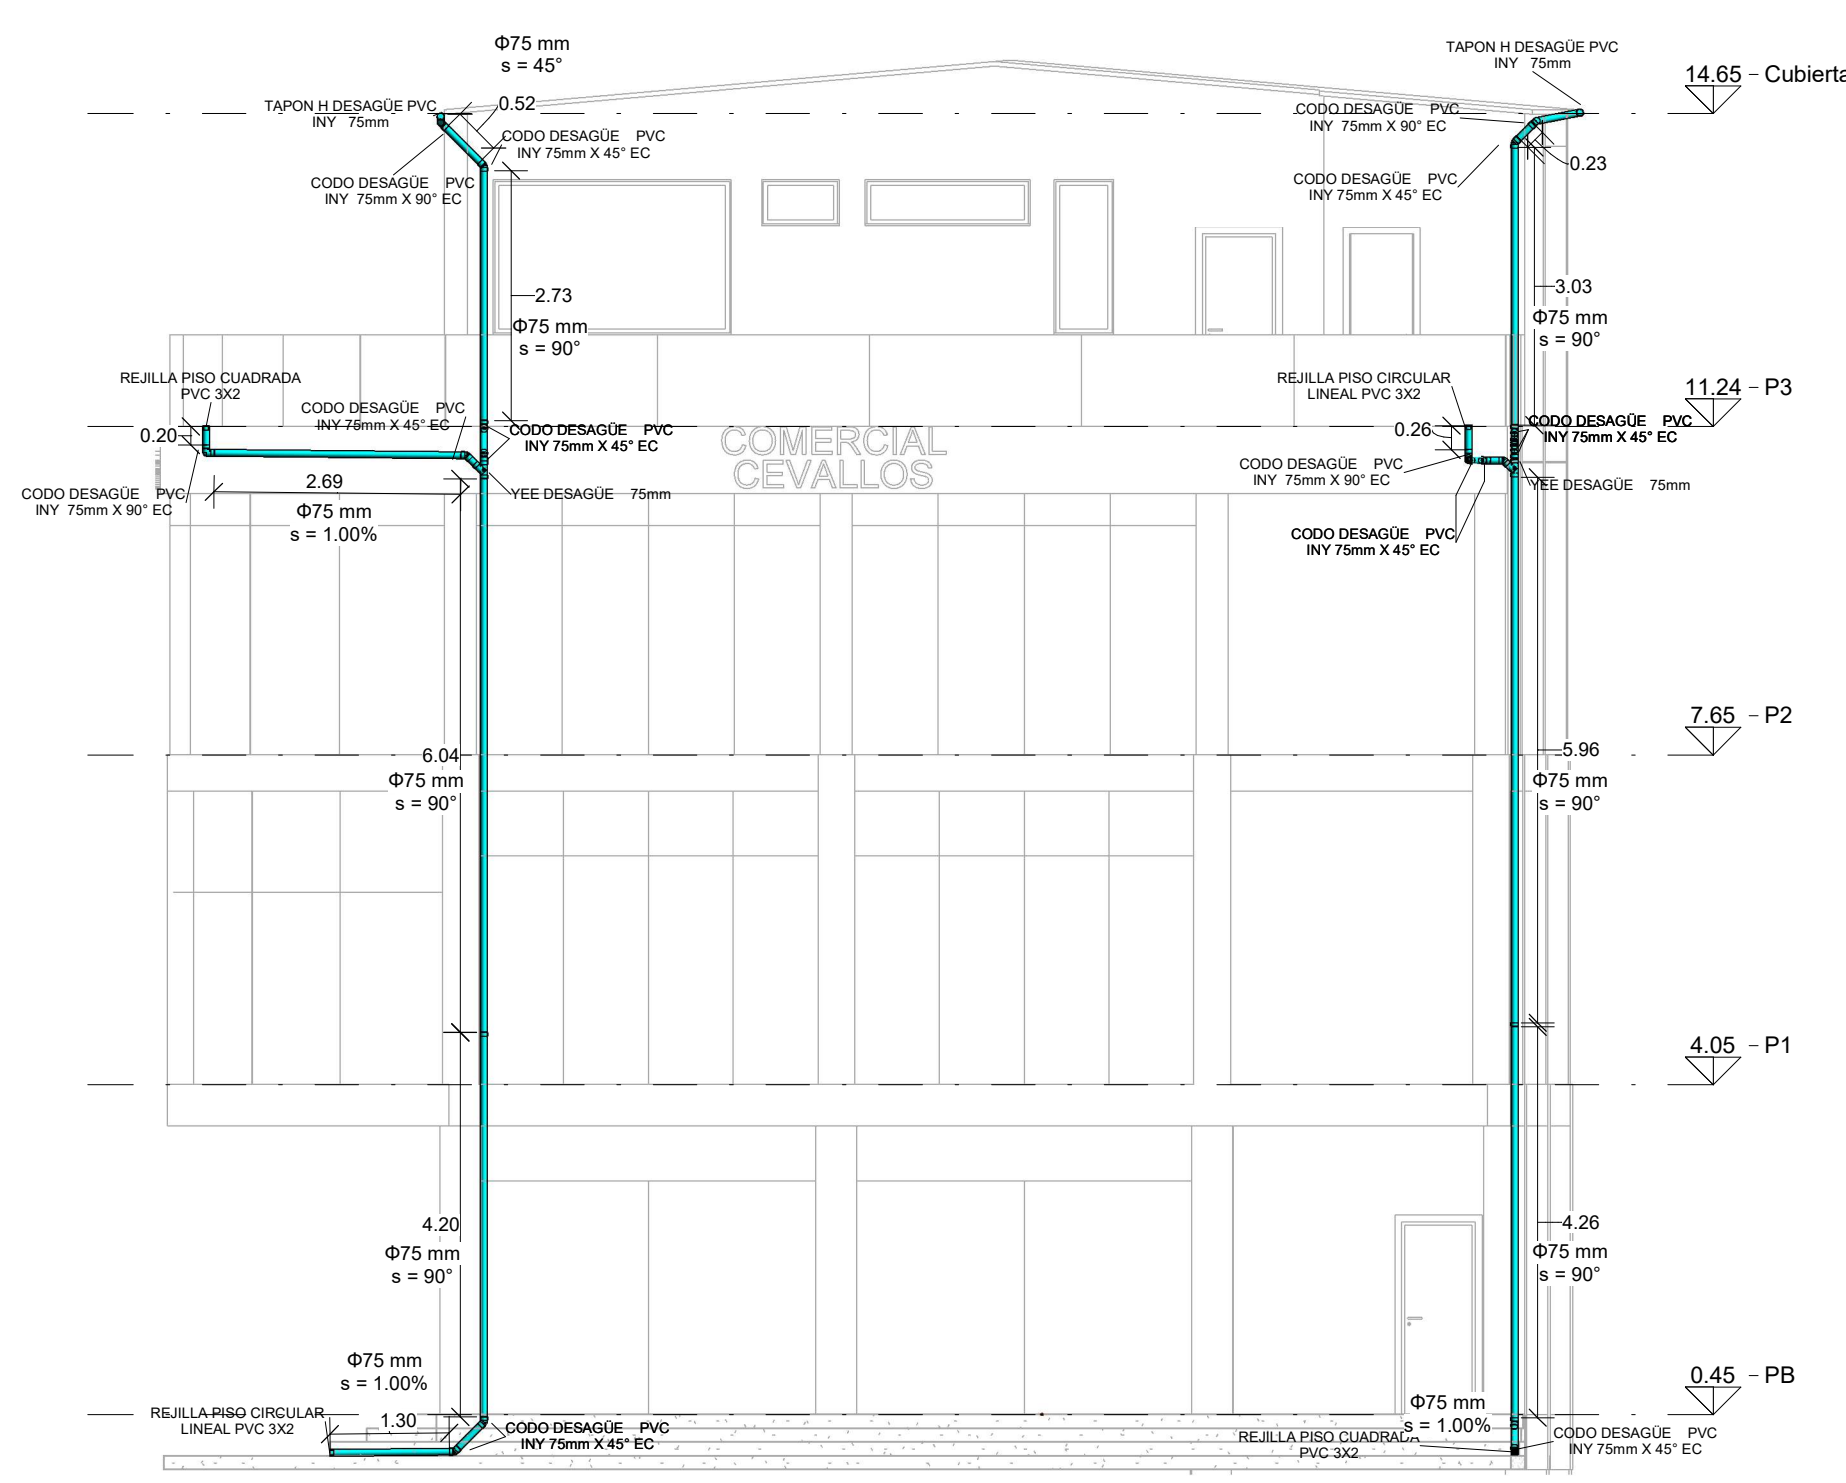 Φ75 mm
s = 45°
TAPON H DESAGÜE PVC
INY 75mm
14.65 - Cubierta
TAPON H DESAGÜE PVC
INY 75mm
0.52
CODO DESAGÜE PVC
INY 75mm X 45° EC
CODO DESAGÜE PVC
INY 75mm X 90° EC
CODO DESAGÜE PVC
INY 75mm X 90° EC
0.23
CODO DESAGÜE PVC
INY 75mm X 45° EC
2.73
Φ75 mm
s = 90°
3.03
Φ75 mm
s = 90°
REJILLA PISO CUADRADA
PVC 3X2
CODO DESAGÜE PVC
INY 75mm X 45° EC
0.20
CODO DESAGÜE PVC
INY 75mm X 45° EC
COMERCIAL
CEVALLOS
REJILLA PISO CIRCULAR
LINEAL PVC 3X2
11.24 - P3
0.26
CODO DESAGÜE PVC
INY 75mm X 45° EC
CODO DESAGÜE PVC
INY 75mm X 90° EC
CODO DESAGÜE PVC
INY 75mm X 90° EC
2.69
Φ75 mm
s = 1.00%
YEE DESAGÜE 75mm
YEE DESAGÜE 75mm
CODO DESAGÜE PVC
INY 75mm X 45° EC
7.65 - P2
6.04
Φ75 mm
s = 90°
5.96
Φ75 mm
s = 90°
4.05 - P1
4.20
Φ75 mm
s = 90°
4.26
Φ75 mm
s = 90°
0.45 - PB
Φ75 mm
s = 1.00%
REJILLA PISO CIRCULAR
LINEAL PVC 3X2
1.30
CODO DESAGÜE PVC
INY 75mm X 45° EC
Φ75 mm
s = 1.00%
REJILLA PISO CUADRADA
PVC 3X2
CODO DESAGÜE PVC
INY 75mm X 45° EC